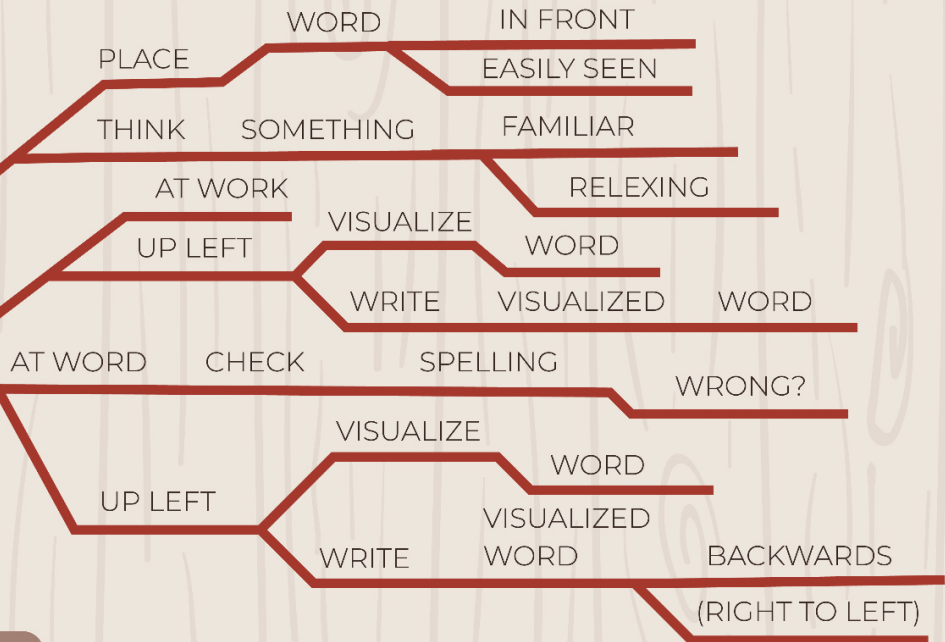 WORD
IN FRONT
PLACE
EASILY SEEN
THINK SOMETHING FAMILIAR
RELEXING
AT WORK
VISUALIZE
UP LEFT
WORD
WRITE VISUALIZED WORD
AT WORD CHECK SPELLING
WRONG?
VISUALIZE
WORD
UP LEFT
VISUALIZED
WRITE WORD BACKWARDS
(RIGHT TO LEFT)